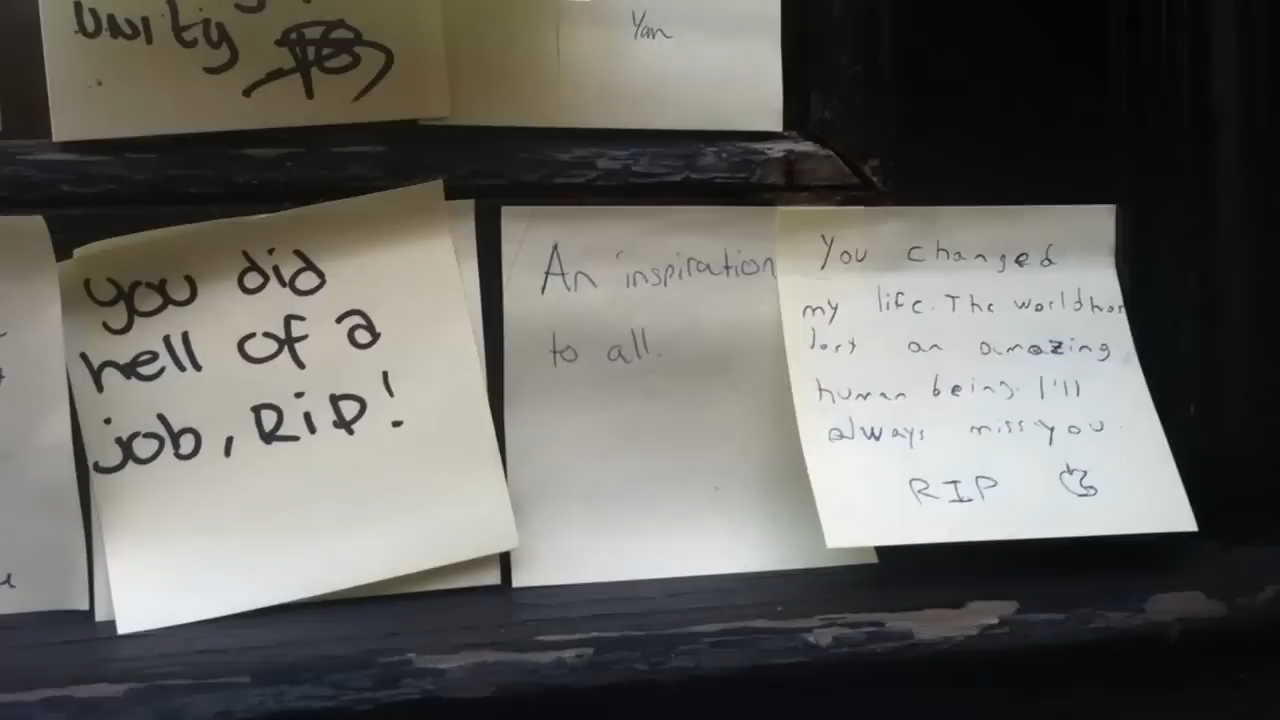 UNity
Yan
you did
hell of a
job, RiP!
An inspiration
to all.
You changed
my life. The world has
lost an amazing
human being. I'll
always miss you
RIP